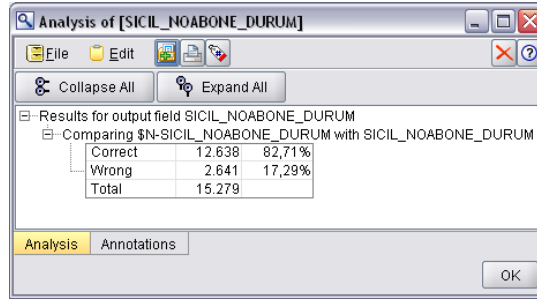 Analysis of [SICIL_NOABONE_DURUM]
File Edit
Collapse All Expand All
Results for output field SICIL_NOABONE_DURUM
Comparing $N-SICIL_NOABONE_DURUM with SICIL_NOABONE_DURUM
Correct 12.638 82,71%
Wrong 2.641 17,29%
Total 15.279
Analysis Annotations
OK